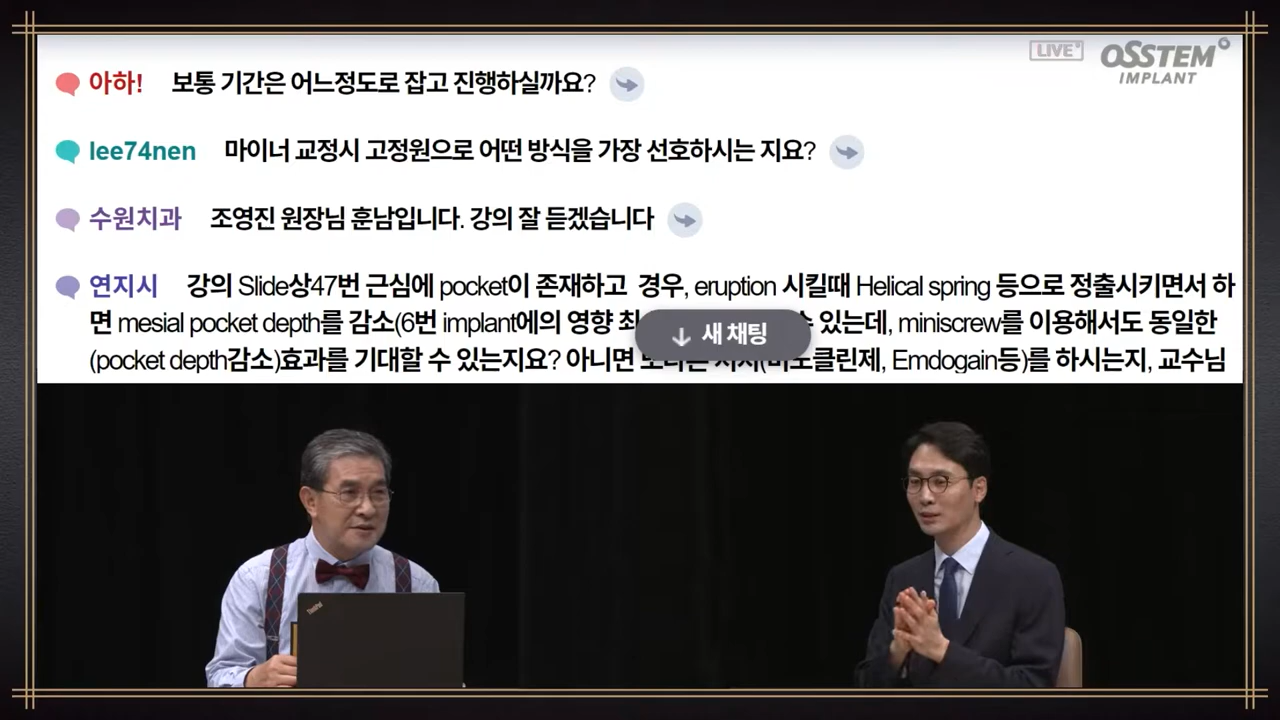 LIVE
OSSTEM
IMPLANT
아하! 보통 기간은 어느정도로 잡고 진행하실까요?
lee74nen 마이너 교정시 고정원으로 어떤 방식을 가장 선호하시는 지요?
수원치과 조영진 원장님 훈남입니다. 강의 잘 듣겠습니다
연지시 강의 Slide상47번 근심에 pocket이 존재하고 경우, eruption 시킬때 Helical spring 등으로 정출시키면서 하
면 mesial pocket depth를 감소(6번 implant에의 영향 최 수 있는데, miniscrew를 이용해서도 동일한
새 채팅
(pocket depth감소)효과를 기대할 수 있는지요? 아니면 Emdogain등)를 하시는지, 교수님
ThinkPad